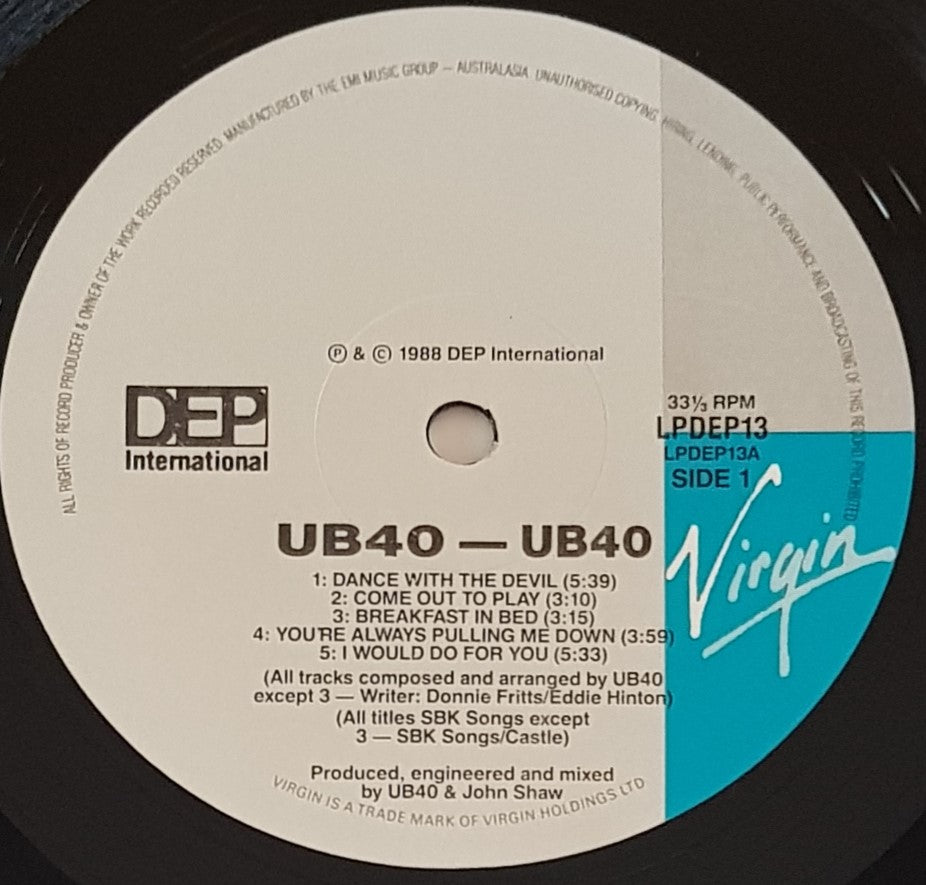 ALL RIGHTS OF RECORD PRODUCER & OWNER OF THE WORK RECORDED RESERVED. MANUFACTURED BY THE EMI MUSIC GROUP — AUSTRALASIA. UNAUTHORISED COPYING, HIRING, LENDING, PUBLIC PERFORMANCE AND BROADCASTING OF THIS RECORD PROHIBITED
Ⓟ & © 1988 DEP International
DEP
International
33⅓ RPM
LPDEP13
LPDEP13A
SIDE 1
Virgin
UB40 — UB40
1: DANCE WITH THE DEVIL (5:39)
2: COME OUT TO PLAY (3:10)
3: BREAKFAST IN BED (3:15)
4: YOU'RE ALWAYS PULLING ME DOWN (3:59)
5: I WOULD DO FOR YOU (5:33)
(All tracks composed and arranged by UB40
except 3 — Writer: Donnie Fritts/Eddie Hinton)
(All titles SBK Songs except
3 — SBK Songs/Castle)
Produced, engineered and mixed
by UB40 & John Shaw
VIRGIN IS A TRADE MARK OF VIRGIN HOLDINGS LTD